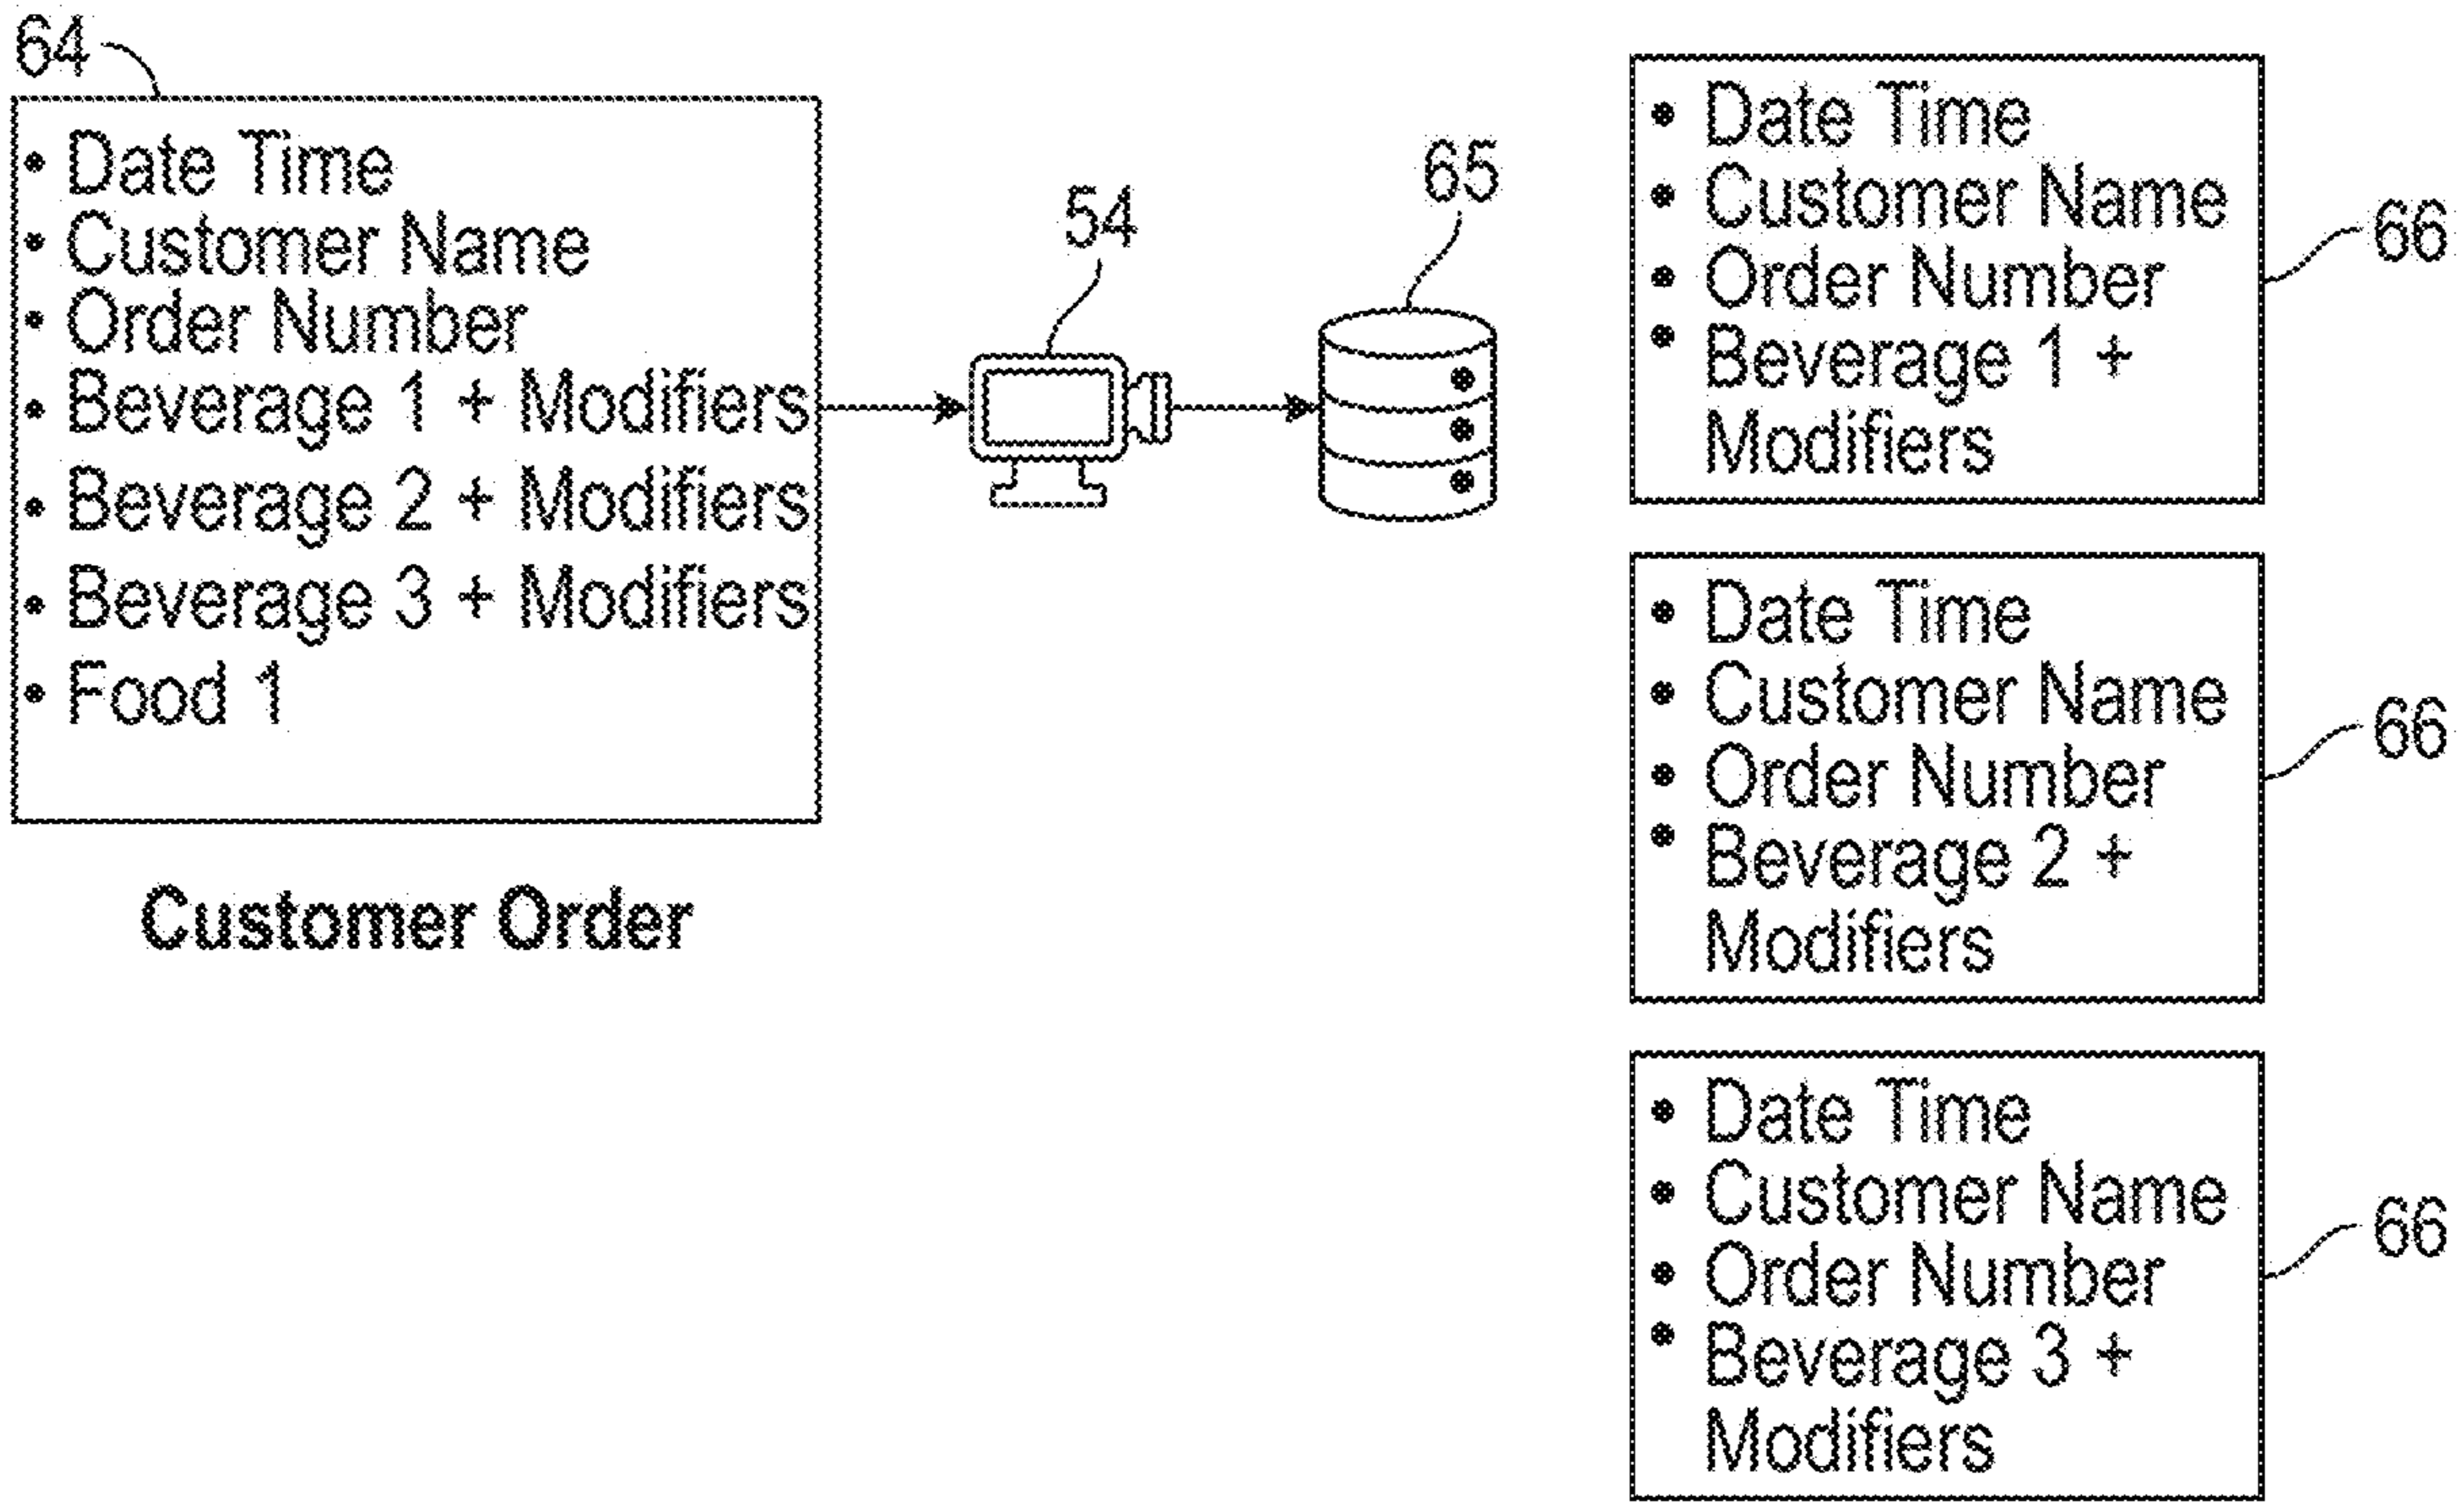 64
• Date Time
• Customer Name
• Order Number
• Beverage 1 + Modifiers
• Beverage 2 + Modifiers
• Beverage 3 + Modifiers
• Food 1
Customer Order
54
65
• Date Time
• Customer Name
• Order Number
• Beverage 1 +
Modifiers
66
• Date Time
• Customer Name
• Order Number
• Beverage 2 +
Modifiers
66
• Date Time
• Customer Name
• Order Number
• Beverage 3 +
Modifiers
66